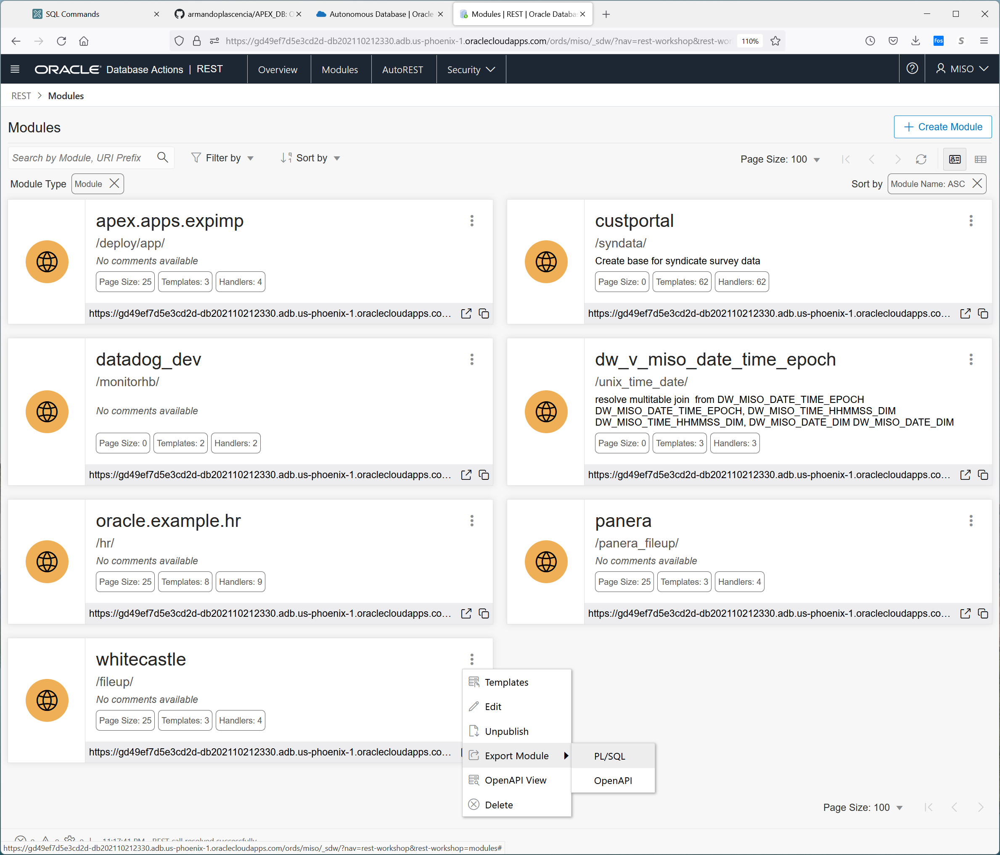 SQL Commands
armandoplascencia/APEX_DB: O
Autonomous Database | Oracle
Modules | REST | Oracle Databa
https://gd49ef7d5e3cd2d-db202110212330.adb.us-phoenix-1.oraclecloudapps.com/ords/miso/_sdw/?nav=rest-workshop&rest-wor
110%
fos
S
ORACLE Database Actions | REST
Overview
Modules
AutoREST
Security
MISO
REST > Modules
Modules
+ Create Module
Search by Module, URI Prefix
Filter by
Sort by
Page Size: 100
Module Type
Module
Sort by
Module Name: ASC
apex.apps.expimp
/deploy/app/
No comments available
Page Size: 25
Templates: 3
Handlers: 4
https://gd49ef7d5e3cd2d-db202110212330.adb.us-phoenix-1.oraclecloudapps.co...
custportal
/syndata/
Create base for syndicate survey data
Page Size: 0
Templates: 62
Handlers: 62
https://gd49ef7d5e3cd2d-db202110212330.adb.us-phoenix-1.oraclecloudapps.co...
datadog_dev
/monitorhb/
No comments available
Page Size: 0
Templates: 2
Handlers: 2
https://gd49ef7d5e3cd2d-db202110212330.adb.us-phoenix-1.oraclecloudapps.co...
dw_v_miso_date_time_epoch
/unix_time_date/
resolve multitable join from DW_MISO_DATE_TIME_EPOCH
DW_MISO_DATE_TIME_EPOCH, DW_MISO_TIME_HHMMSS_DIM
DW_MISO_TIME_HHMMSS_DIM, DW_MISO_DATE_DIM DW_MISO_DATE_DIM
Page Size: 0
Templates: 3
Handlers: 3
https://gd49ef7d5e3cd2d-db202110212330.adb.us-phoenix-1.oraclecloudapps.co...
oracle.example.hr
/hr/
No comments available
Page Size: 25
Templates: 8
Handlers: 9
https://gd49ef7d5e3cd2d-db202110212330.adb.us-phoenix-1.oraclecloudapps.co...
panera
/panera_fileup/
No comments available
Page Size: 25
Templates: 3
Handlers: 4
https://gd49ef7d5e3cd2d-db202110212330.adb.us-phoenix-1.oraclecloudapps.co...
whitecastle
/fileup/
No comments available
Page Size: 25
Templates: 3
Handlers: 4
https://gd49ef7d5e3cd2d-db202110212330.adb.us-phoenix-1.oraclecloudapps.co...
Templates
Edit
Unpublish
Export Module
OpenAPI View
Delete
PL/SQL
OpenAPI
Page Size: 100
11:17:41 PM - REST call resolved successfully
https://gd49ef7d5e3cd2d-db202110212330.adb.us-phoenix-1.oraclecloudapps.com/ords/miso/_sdw/?nav=rest-workshop&rest-workshop=modules#